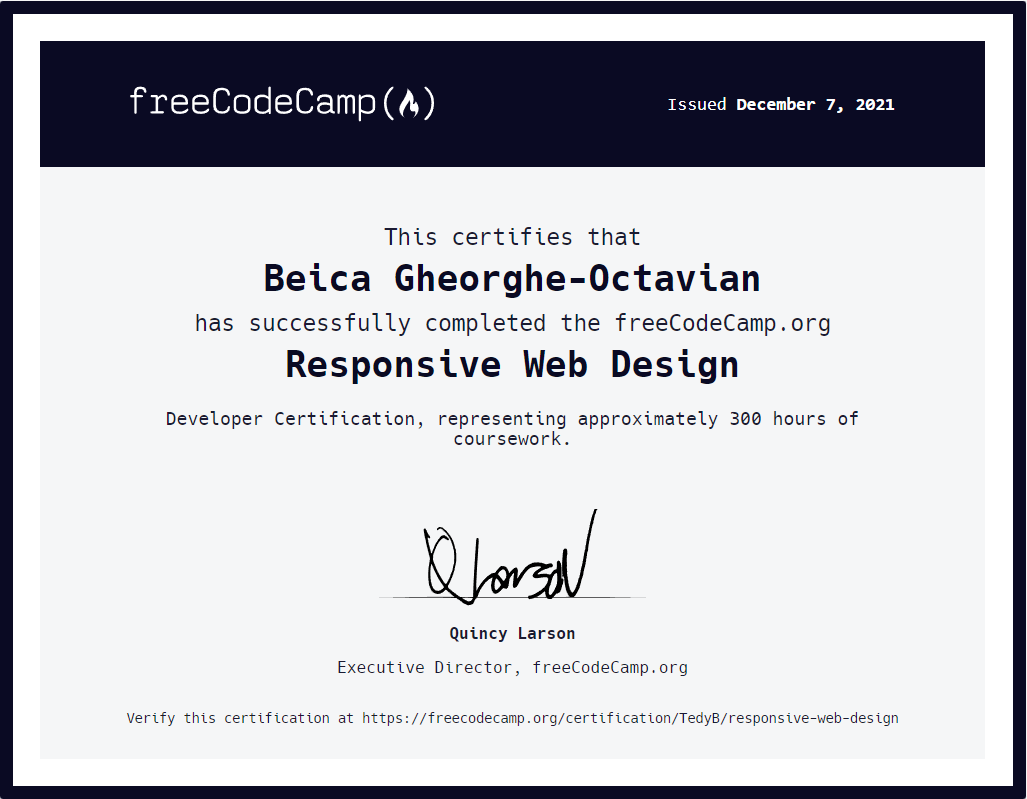 freeCodeCamp(🔥)
Issued December 7, 2021
This certifies that
Beica Gheorghe-Octavian
has successfully completed the freeCodeCamp.org
Responsive Web Design
Developer Certification, representing approximately 300 hours of
coursework.
Q Larson
Quincy Larson
Executive Director, freeCodeCamp.org
Verify this certification at https://freecodecamp.org/certification/TedyB/responsive-web-design